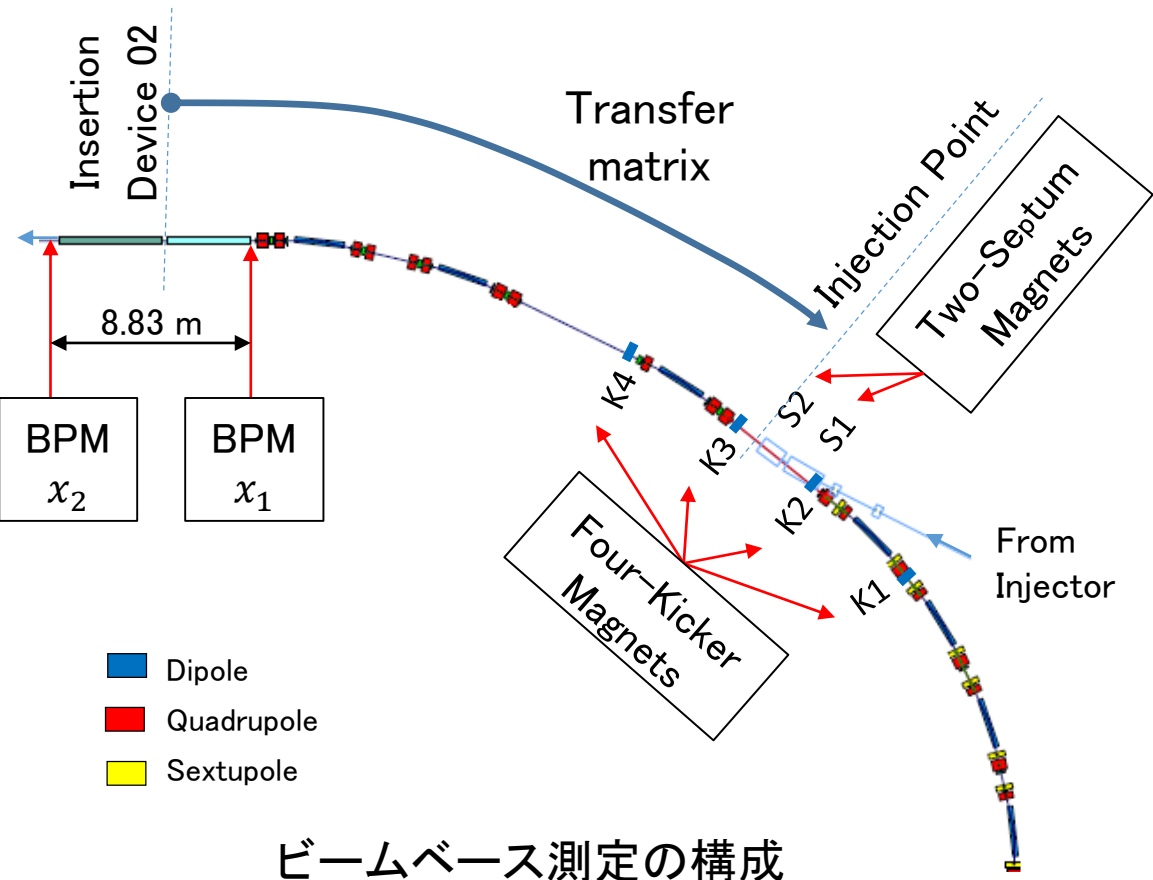 Insertion
Device 02
Transfer
matrix
Injection Point
Two-Septum
Magnets
8.83 m
BPM
x₂
BPM
x₁
K4
K3
S2
S1
K2
K1
Four-Kicker
Magnets
From
Injector
Dipole
Quadrupole
Sextupole
ビームベース測定の構成